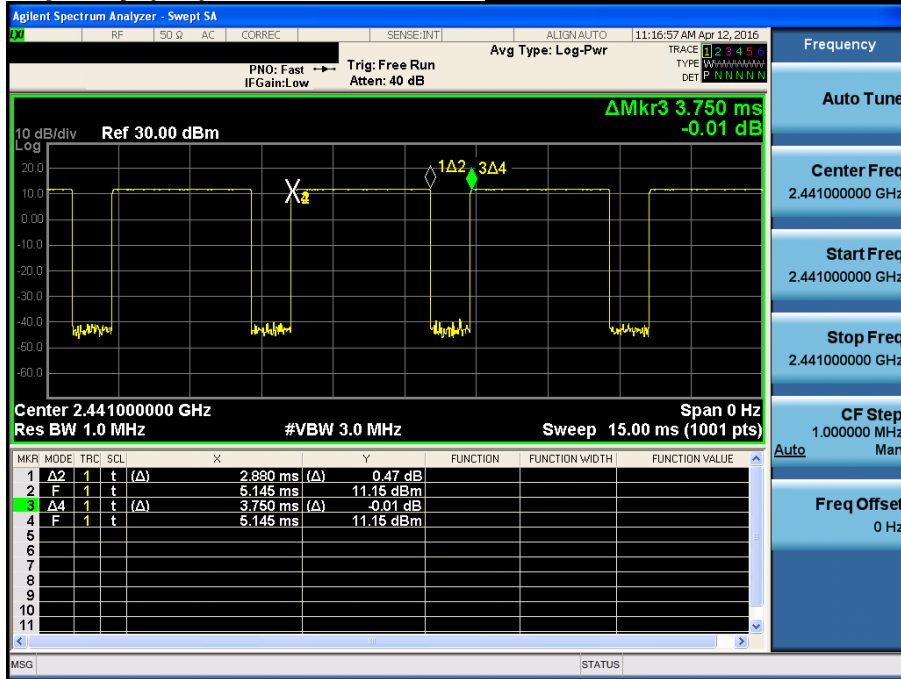 Agilent Spectrum Analyzer - Swept SA
LXI RF 50 Ω AC CORREC SENSE:INT ALIGN AUTO 11:16:57 AM Apr 12, 2016
Avg Type: Log-Pwr TRACE 1 2 3 4 5 6
PNO: Fast Trig: Free Run TYPE WWWWWW
IFGain:Low Atten: 40 dB DET P N N N N N
ΔMkr3 3.750 ms
-0.01 dB
10 dB/div Ref 30.00 dBm
Log
20.0
10.0
0.00
-10.0
-20.0
-30.0
-40.0
-50.0
-60.0
1Δ2 3Δ4
Center 2.441000000 GHz Span 0 Hz
Res BW 1.0 MHz #VBW 3.0 MHz Sweep 15.00 ms (1001 pts)
MKR MODE TRC SCL X Y FUNCTION FUNCTION WIDTH FUNCTION VALUE
1 Δ2 1 t (Δ) 2.880 ms (Δ) 0.47 dB
2 F 1 t 5.145 ms 11.15 dBm
3 Δ4 1 t (Δ) 3.750 ms (Δ) -0.01 dB
4 F 1 t 5.145 ms 11.15 dBm
5
6
7
8
9
10
11
MSG STATUS
Frequency
Auto Tune
Center Freq
2.441000000 GHz
Start Freq
2.441000000 GHz
Stop Freq
2.441000000 GHz
CF Step
1.000000 MHz
Auto Man
Freq Offset
0 Hz